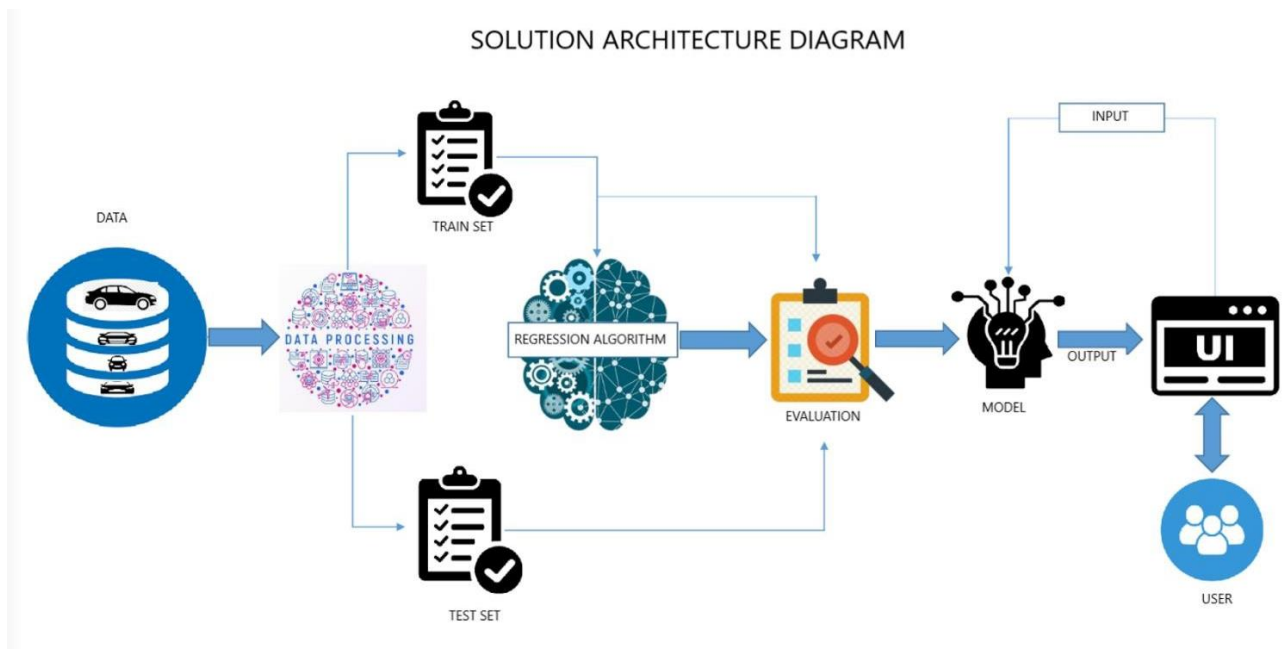 SOLUTION ARCHITECTURE DIAGRAM
INPUT
DATA
TRAIN SET
DATA PROCESSING
REGRESSION ALGORITHM
UI
OUTPUT
MODEL
EVALUATION
USER
TEST SET